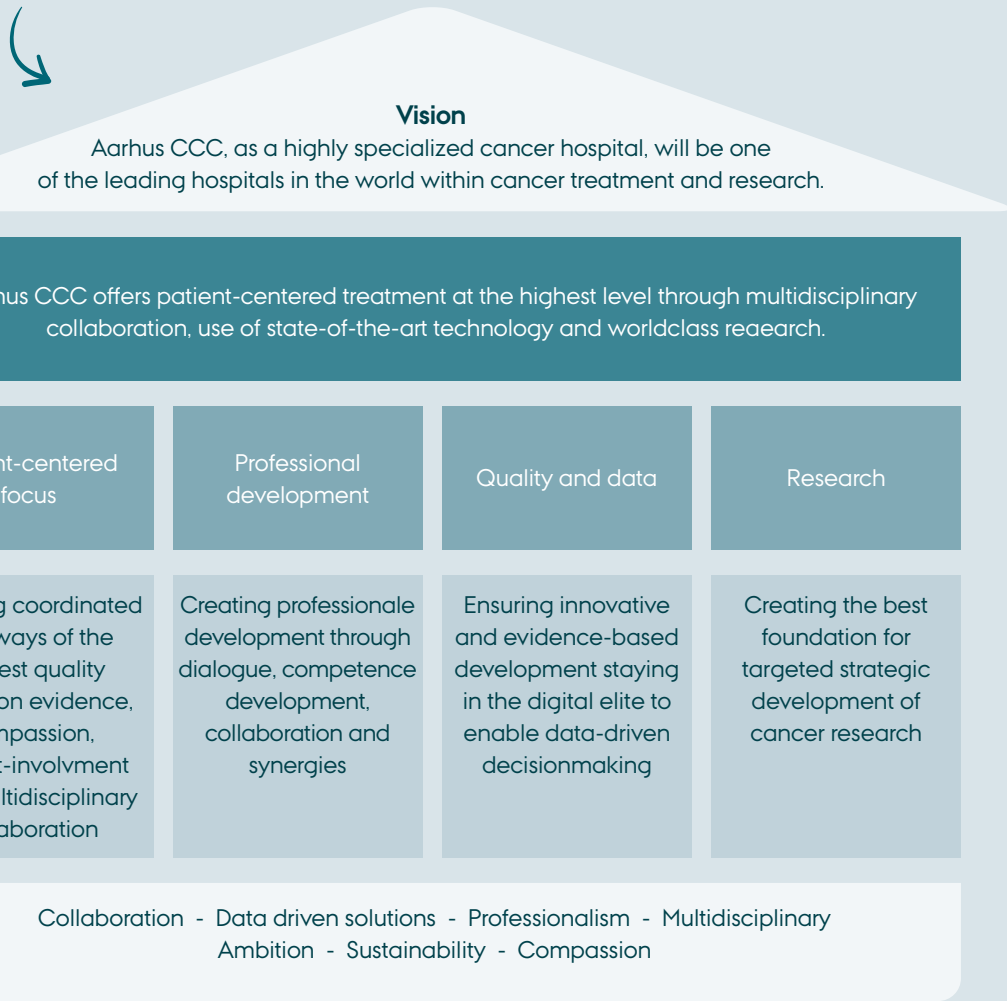 Vision
Aarhus CCC, as a highly specialized cancer hospital, will be one
of the leading hospitals in the world within cancer treatment and research.
CCC offers patient-centered treatment at the highest level through multidisciplinary
collaboration, use of state-of-the-art technology and worldclass reaearch.
nt-centered
focus
Professional
development
Quality and data
Research
coordinated
ways of the
est quality
on evidence,
mpassion,
-involvment
ltidisciplinary
aboration
Creating professionale
development through
dialogue, competence
development,
collaboration and
synergies
Ensuring innovative
and evidence-based
development staying
in the digital elite to
enable data-driven
decisionmaking
Creating the best
foundation for
targeted strategic
development of
cancer research
Collaboration - Data driven solutions - Professionalism - Multidisciplinary
Ambition - Sustainability - Compassion